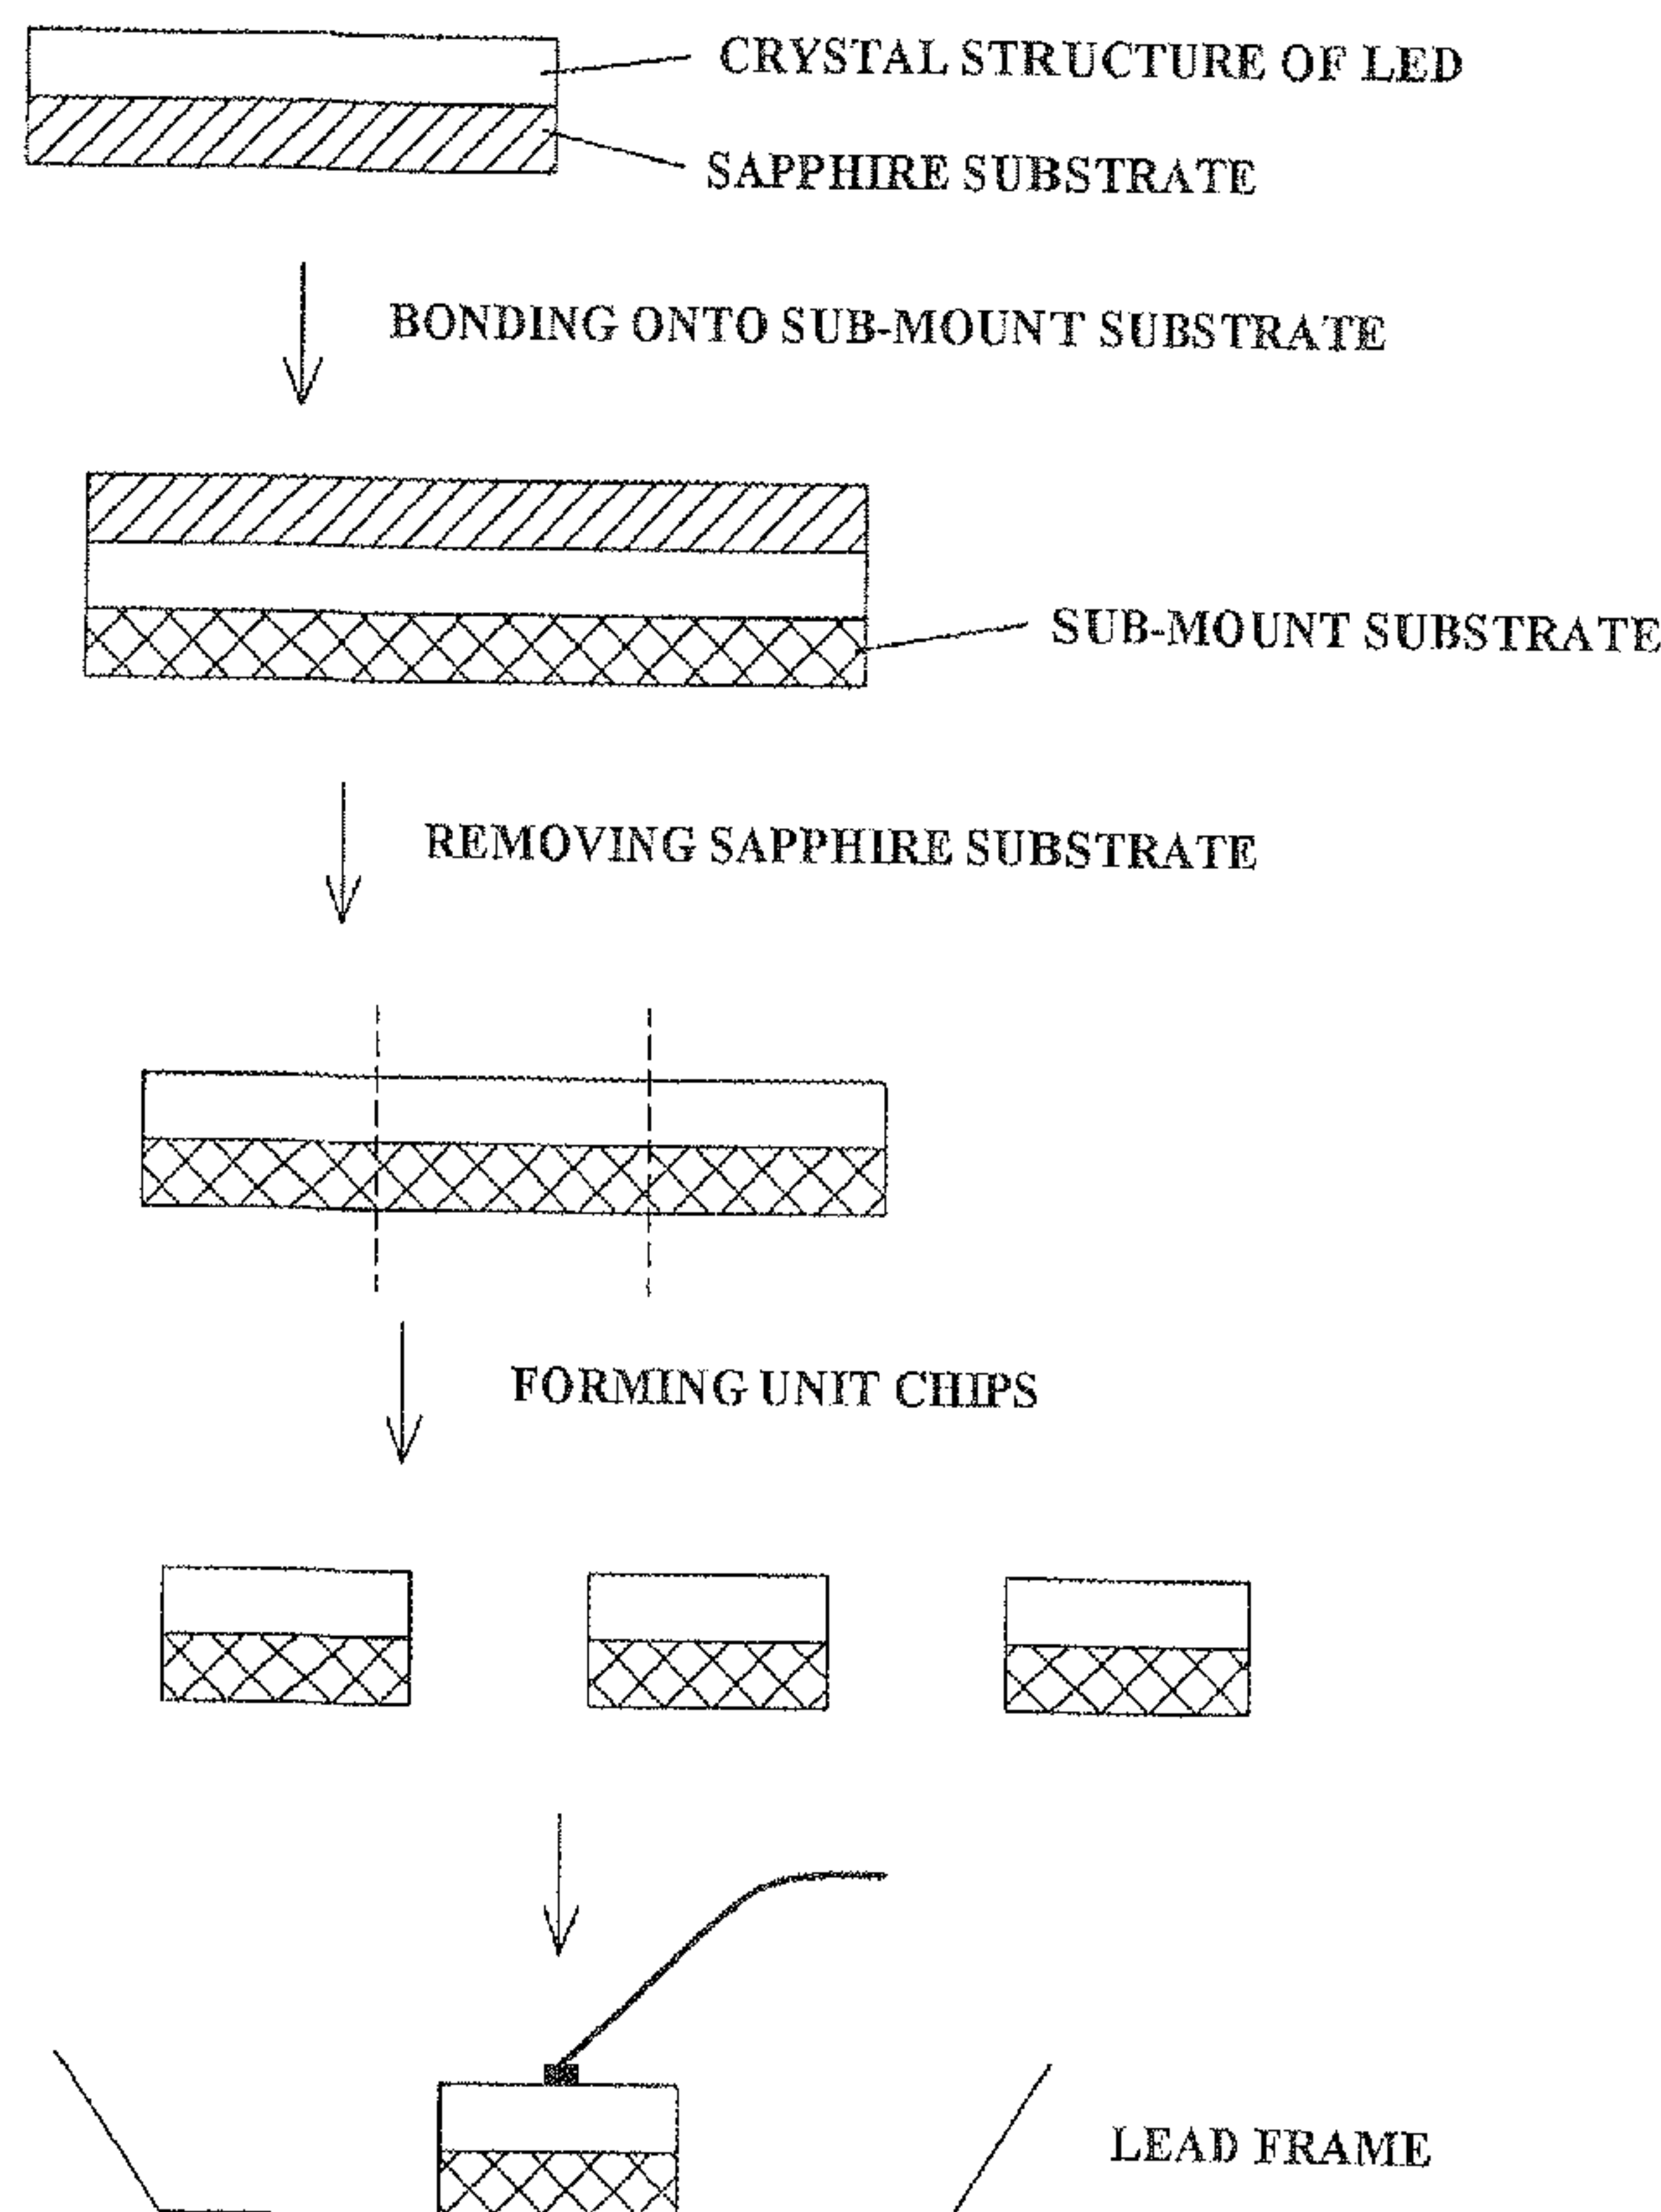 CRYSTAL STRUCTURE OF LED
SAPPHIRE SUBSTRATE
BONDING ONTO SUB-MOUNT SUBSTRATE
SUB-MOUNT SUBSTRATE
REMOVING SAPPHIRE SUBSTRATE
FORMING UNIT CHIPS
LEAD FRAME